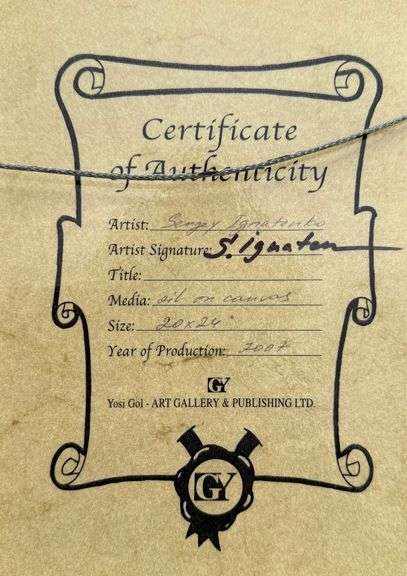 Certificate
of Authenticity
Artist: Sergey Ignatenko
Artist Signature: S. Ignaten
Title:
Media: oil on canvas
Size: 20x24"
Year of Production: 2007
GY
Yosi Gol - ART GALLERY & PUBLISHING LTD.
GY